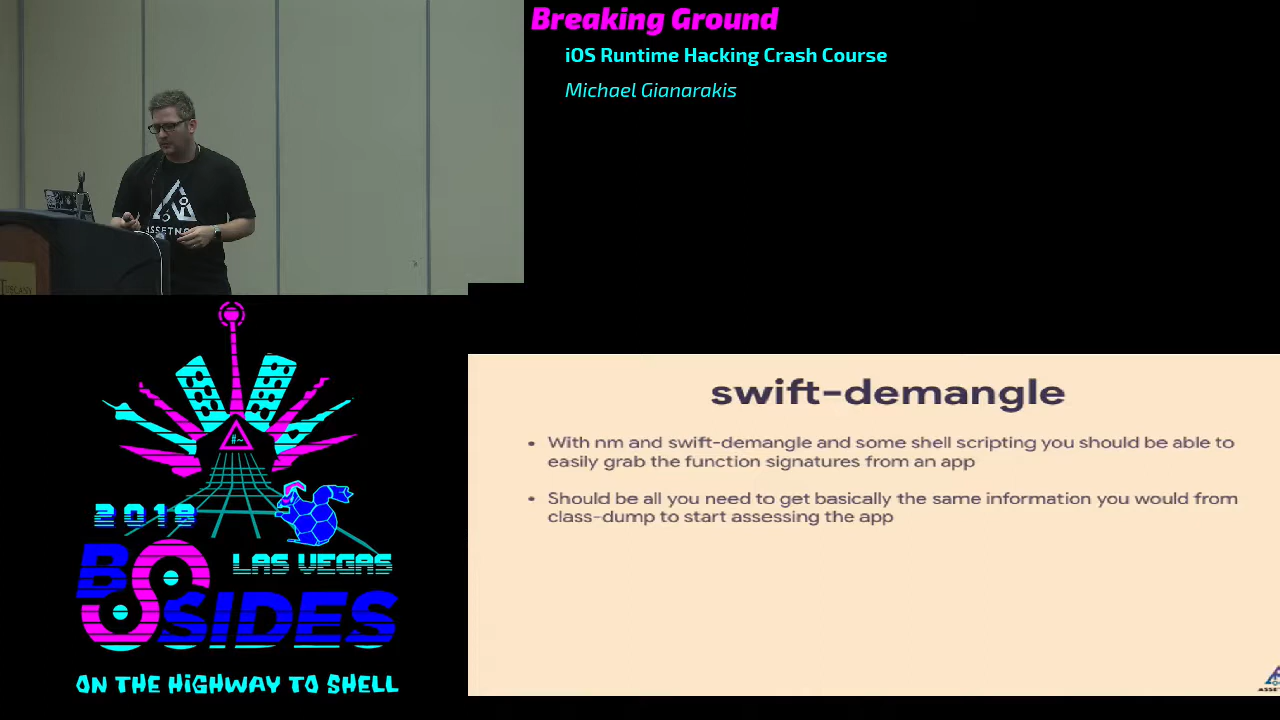 Breaking Ground
iOS Runtime Hacking Crash Course
Michael Gianarakis
swift-demangle
• With nm and swift-demangle and some shell scripting you should be able to
easily grab the function signatures from an app
• Should be all you need to get basically the same information you would from
class-dump to start assessing the app
#~
2018
LAS VEGAS
BSIDES
ON THE HIGHWAY TO SHELL